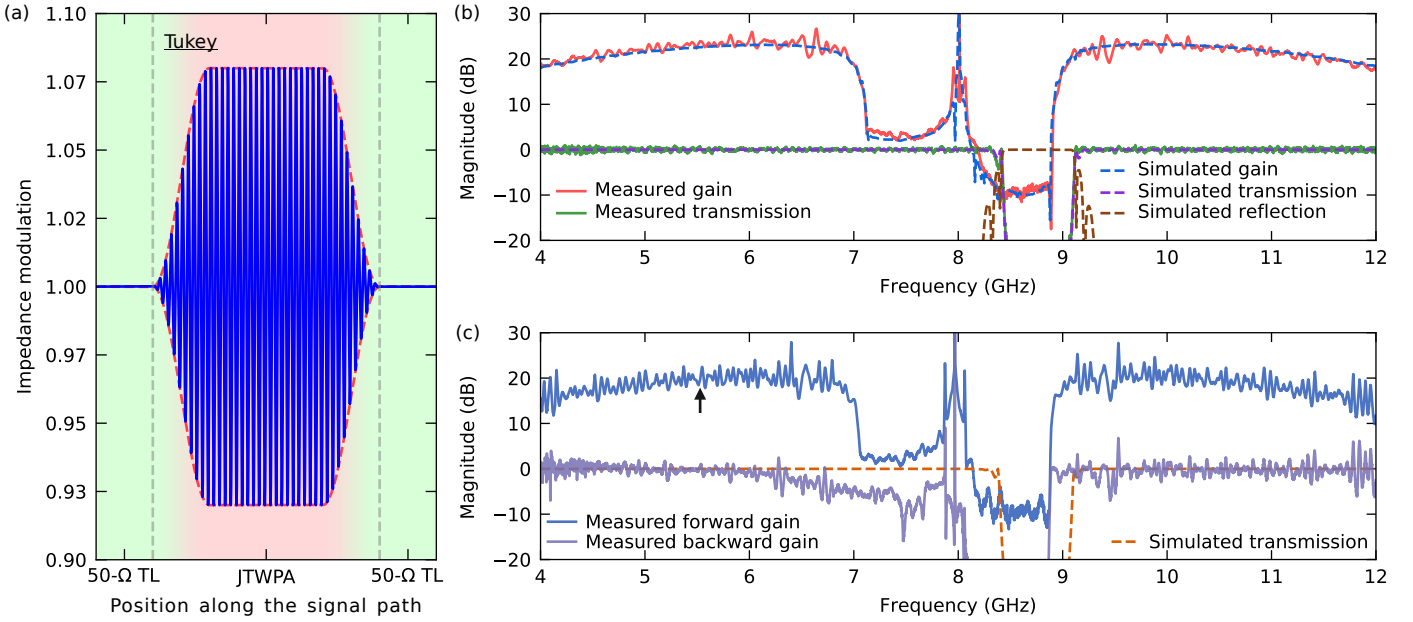 (a)
Tukey
Impedance modulation
1.10
1.07
1.05
1.02
1.00
0.97
0.95
0.93
0.90
50-Ω TL JTWPA 50-Ω TL
Position along the signal path
(b)
Magnitude (dB)
30
20
10
0
−10
−20
Measured gain
Measured transmission
Simulated gain
Simulated transmission
Simulated reflection
4 5 6 7 8 9 10 11 12
Frequency (GHz)
(c)
Magnitude (dB)
30
20
10
0
−10
−20
Measured forward gain
Measured backward gain
Simulated transmission
4 5 6 7 8 9 10 11 12
Frequency (GHz)